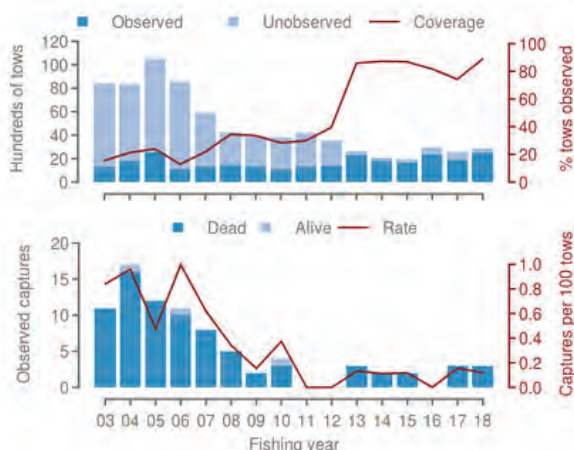 Observed Unobserved Coverage
120 100
100 80
80 60
60 40
40 20
20 0
0
Hundreds of tows
% tows observed
Dead Alive Rate
20 1.0
15 0.8
10 0.6
5 0.4
0 0.2
0.0
Observed captures
Captures per 100 tows
03 04 05 06 07 08 09 10 11 12 13 14 15 16 17 18
Fishing year